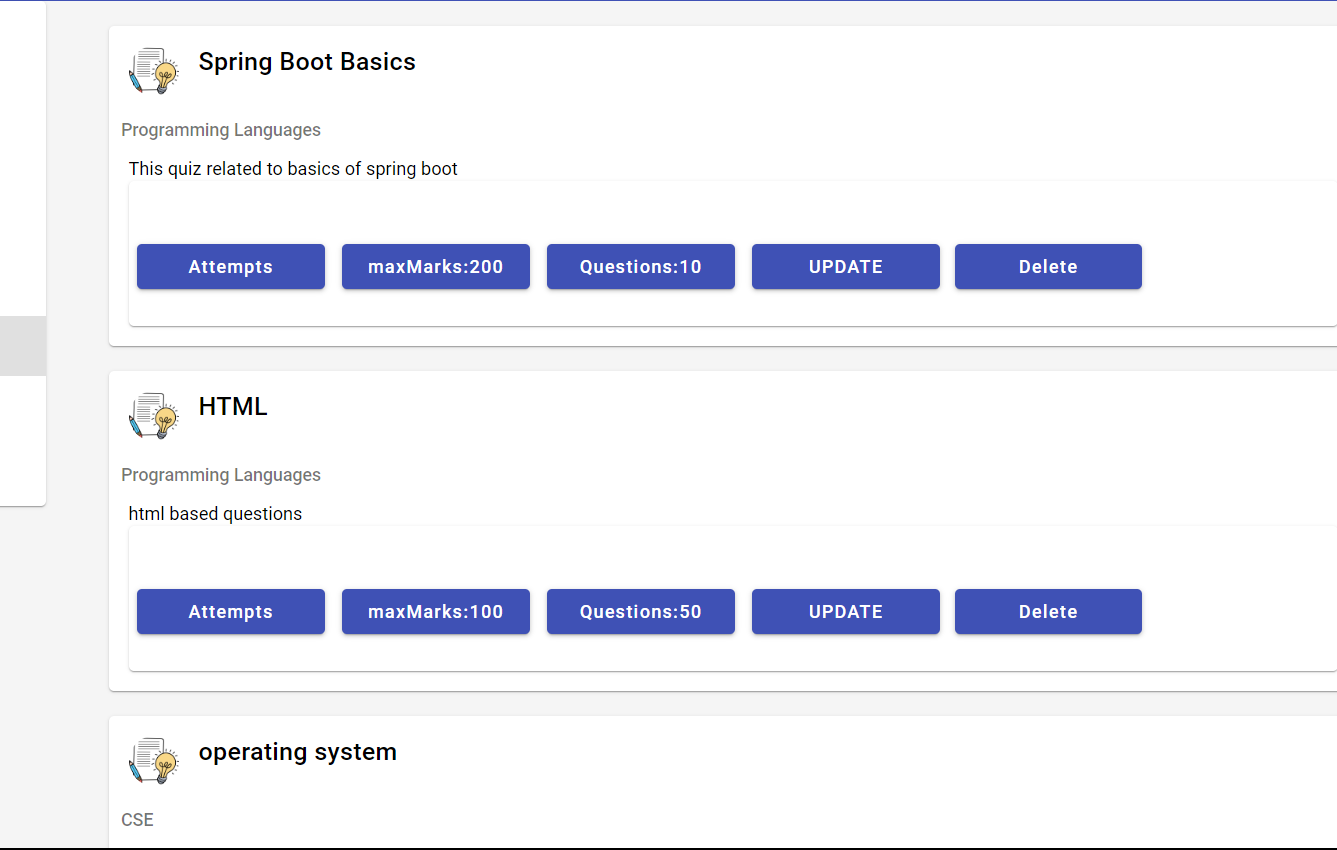 Spring Boot Basics
Programming Languages
This quiz related to basics of spring boot
Attempts maxMarks:200 Questions:10 UPDATE Delete
HTML
Programming Languages
html based questions
Attempts maxMarks:100 Questions:50 UPDATE Delete
operating system
CSE